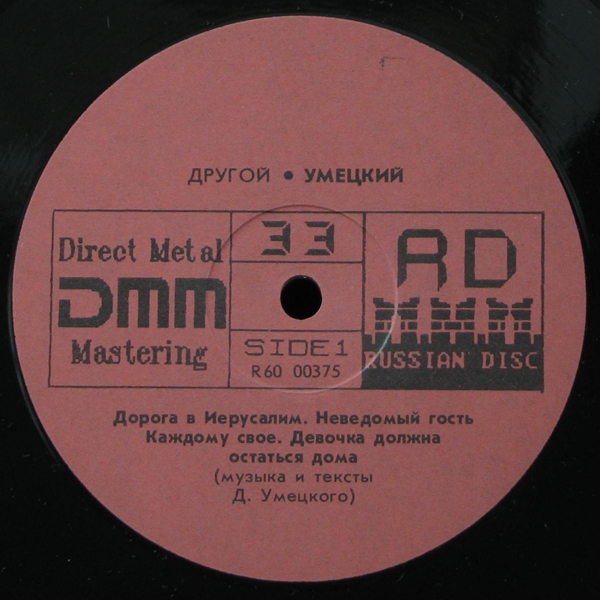 ДРУГОЙ • УМЕЦКИЙ
Direct Metal
DMM
Mastering
33
SIDE 1
R60 00375
RD
RUSSIAN DISC
Дорога в Иерусалим. Неведомый гость
Каждому свое. Девочка должна
остаться дома
(музыка и тексты
Д. Умецкого)